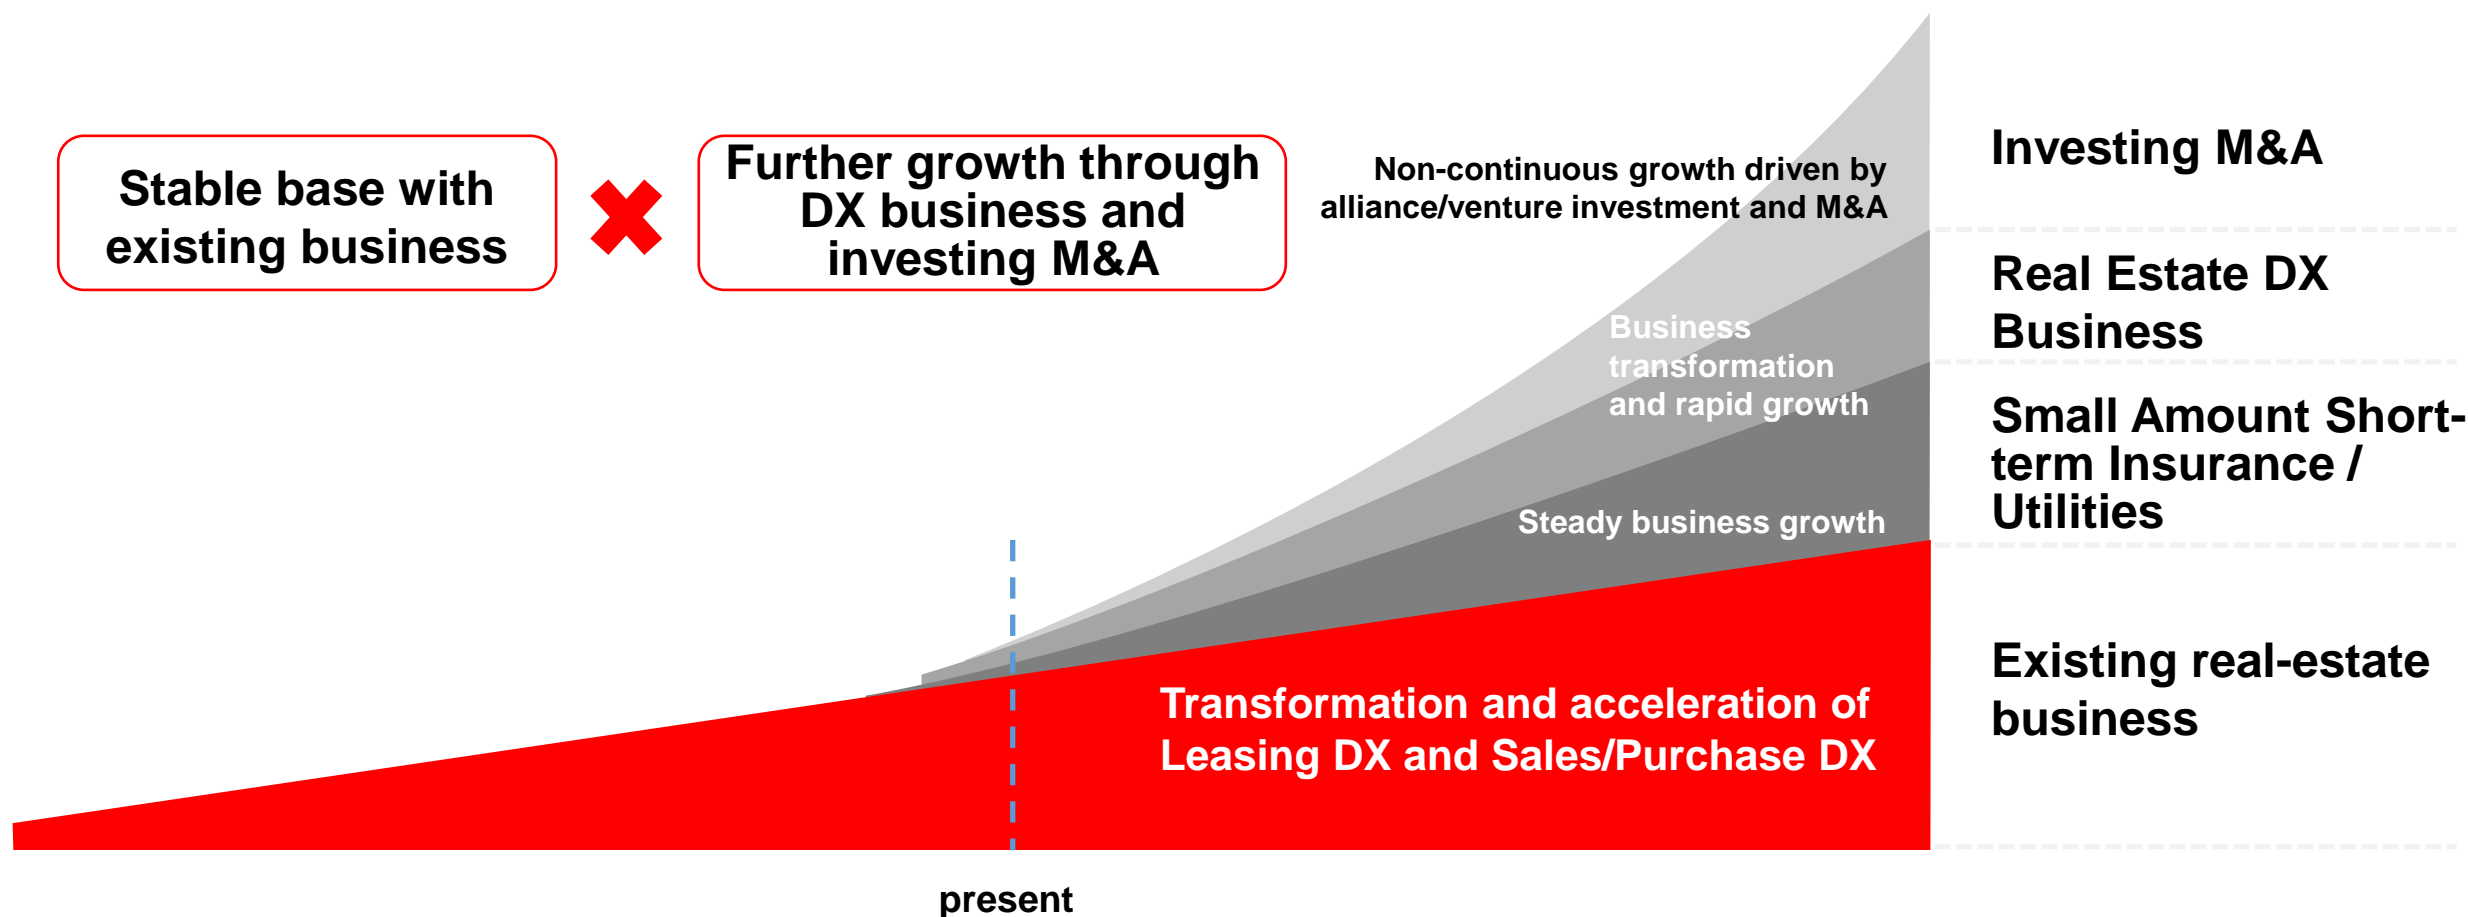 Stable base with
existing business
Further growth through
DX business and
investing M&A
Non-continuous growth driven by
alliance/venture investment and M&A
Business
transformation
and rapid growth
Steady business growth
Transformation and acceleration of
Leasing DX and Sales/Purchase DX
Investing M&A
Real Estate DX
Business
Small Amount Short-
term Insurance /
Utilities
Existing real-estate
business
present